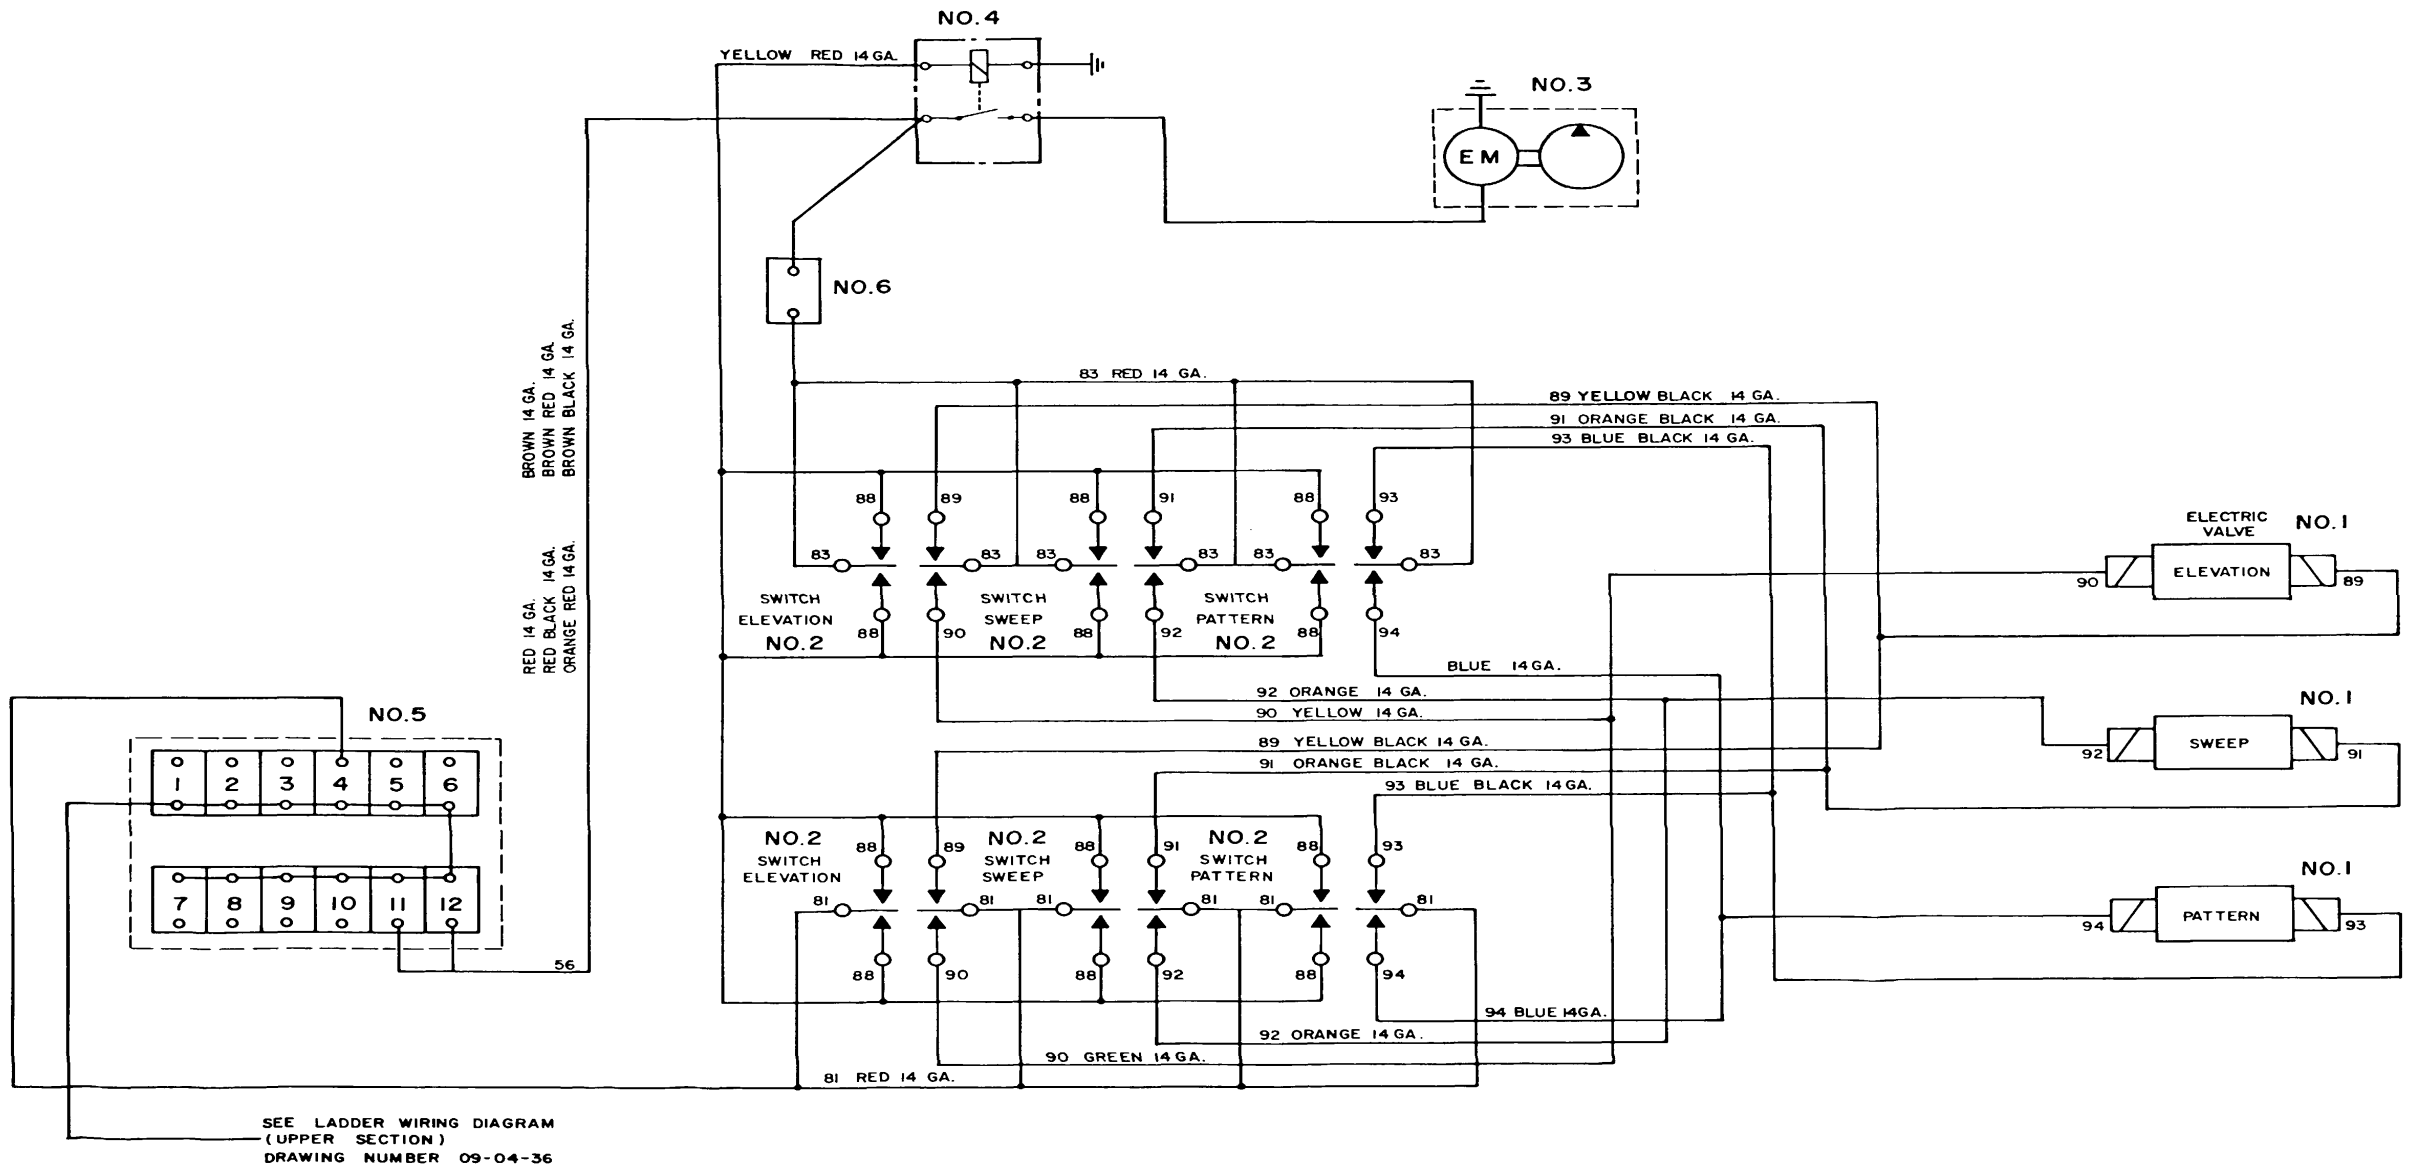 NO.4
YELLOW RED 14 GA.
NO.3
EM
NO.6
BROWN 14 GA.
BROWN RED 14 GA.
BROWN BLACK 14 GA.
RED 14 GA.
RED BLACK 14 GA.
ORANGE RED 14 GA.
83 RED 14 GA.
89 YELLOW BLACK 14 GA.
91 ORANGE BLACK 14 GA.
93 BLUE BLACK 14 GA.
88 89 88 91 88 93
83 83 83 83 83 83
SWITCH ELEVATION NO.2
SWITCH SWEEP NO.2
SWITCH PATTERN NO.2
88 90 88 92 88 94
ELECTRIC VALVE NO.1
90 ELEVATION 89
BLUE 14 GA.
92 ORANGE 14 GA.
90 YELLOW 14 GA.
NO.1
92 SWEEP 91
89 YELLOW BLACK 14 GA.
91 ORANGE BLACK 14 GA.
93 BLUE BLACK 14 GA.
NO.5
1 2 3 4 5 6
7 8 9 10 11 12
56
NO.2 SWITCH ELEVATION
NO.2 SWITCH SWEEP
NO.2 SWITCH PATTERN
88 89 88 91 88 93
81 81 81 81 81 81
88 90 88 92 88 94
NO.1
94 PATTERN 93
94 BLUE 14 GA.
92 ORANGE 14 GA.
90 GREEN 14 GA.
81 RED 14 GA.
SEE LADDER WIRING DIAGRAM
(UPPER SECTION)
DRAWING NUMBER 09-04-36